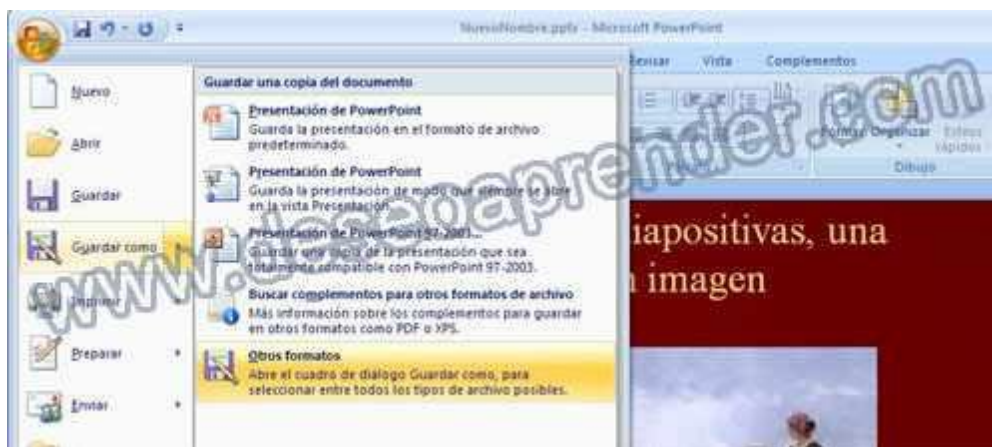 NuevoNombre.pptx - Microsoft PowerPoint
Revisar Vista Complementos
Nuevo
Abrir
Guardar
Guardar como
Imprimir
Preparar
Enviar
Guardar una copia del documento
Presentación de PowerPoint
Guarda la presentación en el formato de archivo
predeterminado.
Presentación de PowerPoint
Guarda la presentación de modo que siempre se abre
en la vista Presentación.
Presentación de PowerPoint 97-2003
Guardar una copia de la presentación que sea
totalmente compatible con PowerPoint 97-2003.
Buscar complementos para otros formatos de archivo
Más información sobre los complementos para guardar
en otros formatos como PDF o XPS.
Otros formatos
Abre el cuadro de diálogo Guardar como, para
seleccionar entre todos los tipos de archivo posibles.
Formas Organizar Estilos
rápidos
Dibujo
iapositivas, una
imagen
www.deseoaprender.com